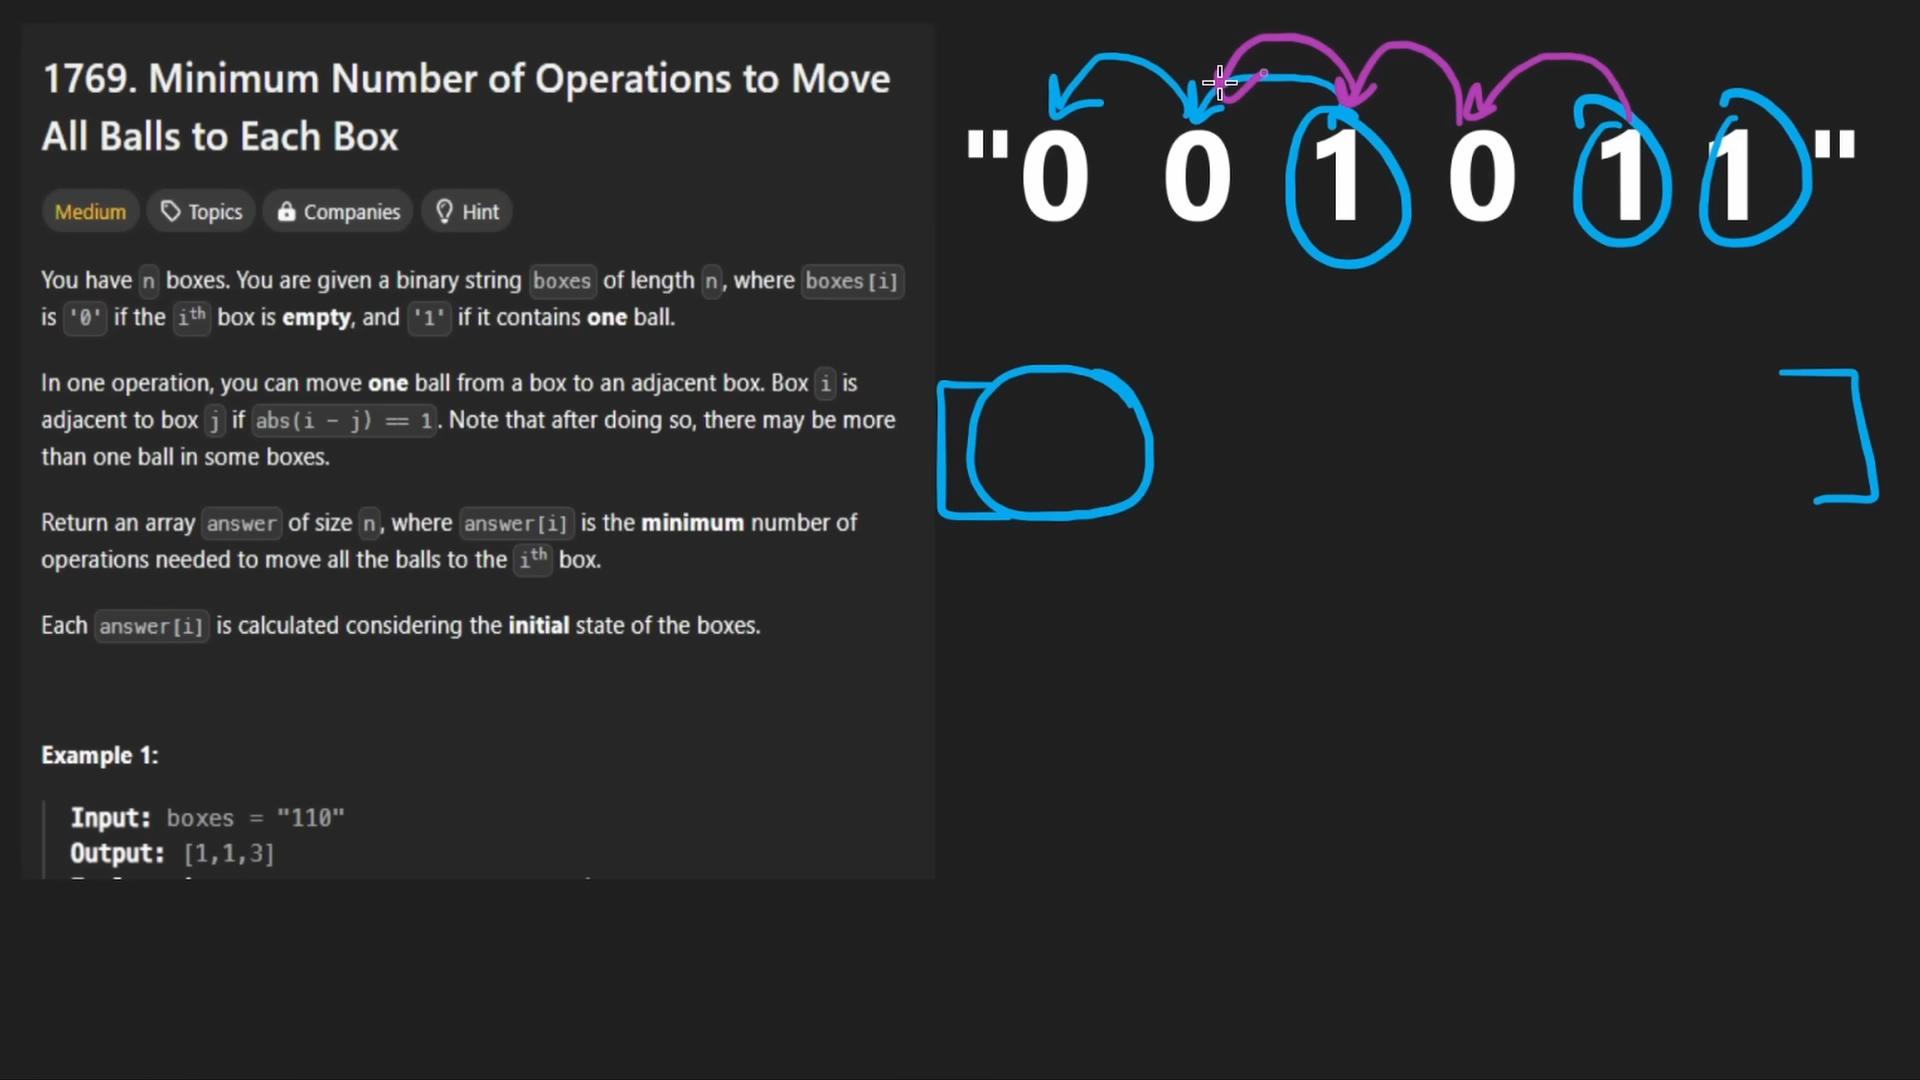 1769. Minimum Number of Operations to Move
All Balls to Each Box
Medium Topics Companies Hint
You have n boxes. You are given a binary string boxes of length n, where boxes[i]
is '0' if the ith box is empty, and '1' if it contains one ball.
In one operation, you can move one ball from a box to an adjacent box. Box i is
adjacent to box j if abs(i - j) == 1. Note that after doing so, there may be more
than one ball in some boxes.
Return an array answer of size n, where answer[i] is the minimum number of
operations needed to move all the balls to the ith box.
Each answer[i] is calculated considering the initial state of the boxes.
Example 1:
Input: boxes = "110"
Output: [1,1,3]
"0 0 1 0 1 1"